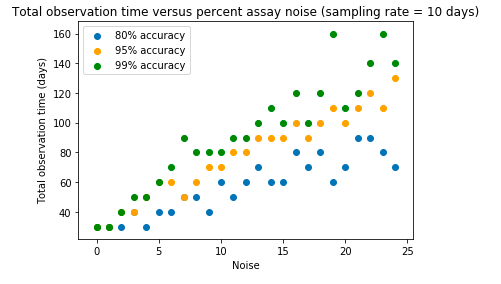 Total observation time versus percent assay noise (sampling rate = 10 days)
80% accuracy
95% accuracy
99% accuracy
Total observation time (days)
160
140
120
100
80
60
40
0
5
10
15
20
25
Noise